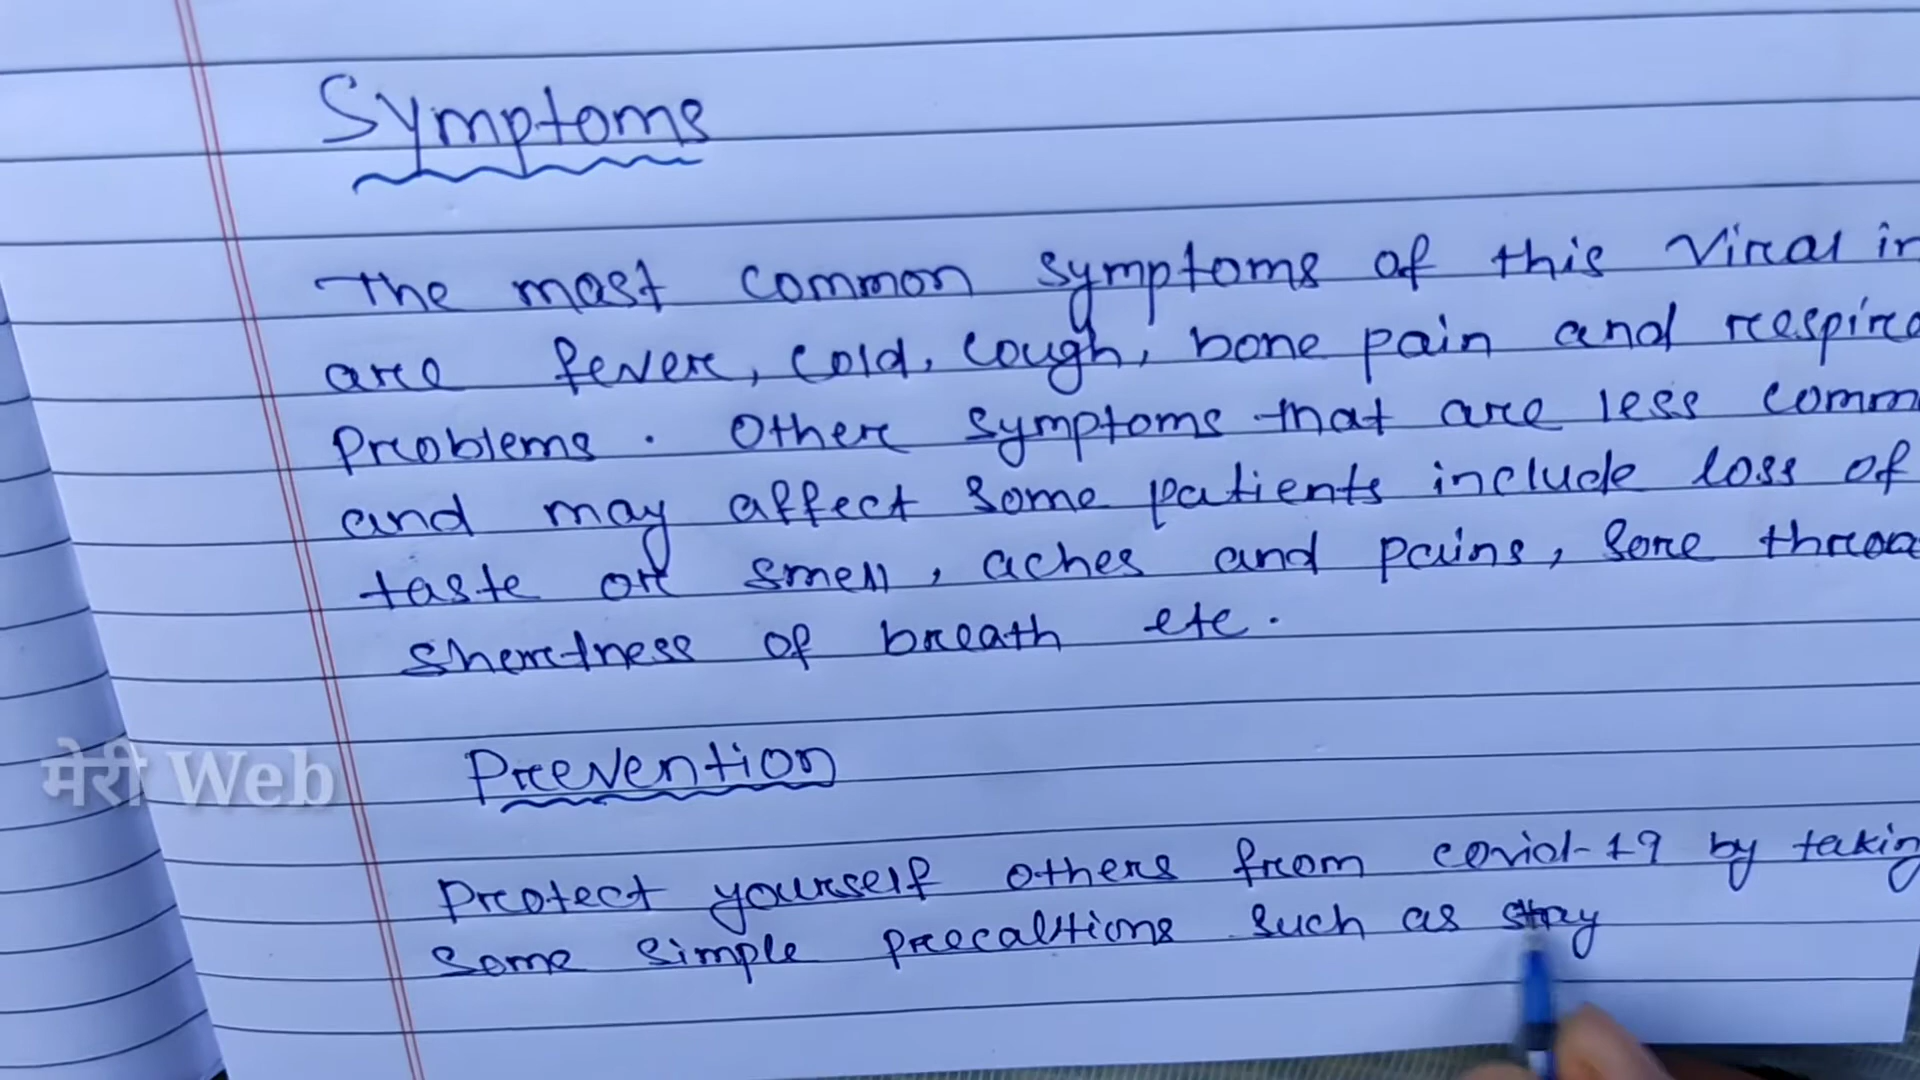 Symptoms
The most common symptoms of this viral in
are fever, cold, cough, bone pain and respira
problems. Other symptoms that are less comm
and may affect some patients include loss of
taste or smell, aches and pains, sore throa
shortness of breath etc.
Prevention
मेरी Web
Protect yourself others from covid-19 by taking
some simple precaltions such as stay